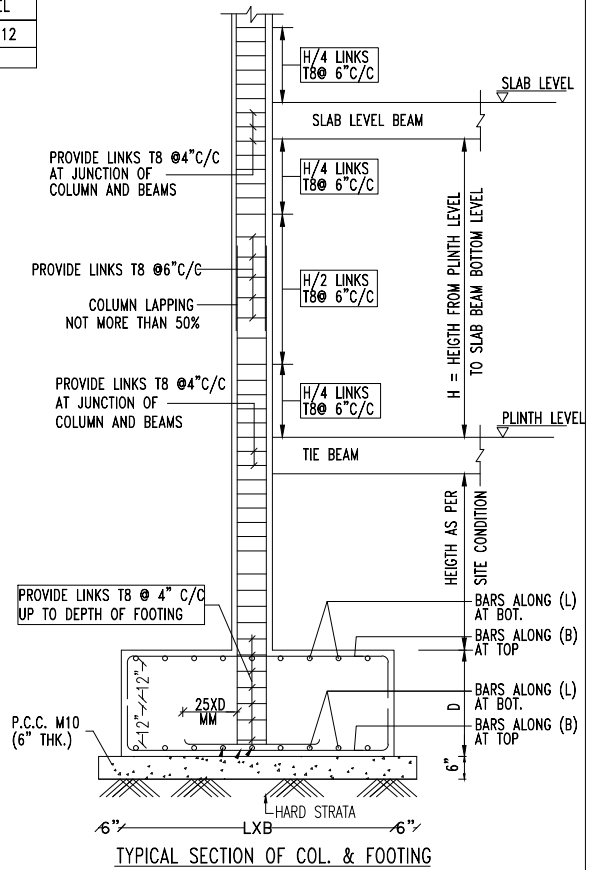 EL
12
H/4 LINKS
T8@ 6"C/C
SLAB LEVEL
SLAB LEVEL BEAM
PROVIDE LINKS T8 @4"C/C
AT JUNCTION OF
COLUMN AND BEAMS
H/4 LINKS
T8@ 6"C/C
PROVIDE LINKS T8 @6"C/C
H/2 LINKS
T8@ 6"C/C
COLUMN LAPPING
NOT MORE THAN 50%
H = HEIGTH FROM PLINTH LEVEL
TO SLAB BEAM BOTTOM LEVEL
PROVIDE LINKS T8 @4"C/C
AT JUNCTION OF
COLUMN AND BEAMS
H/4 LINKS
T8@ 6"C/C
PLINTH LEVEL
TIE BEAM
HEIGTH AS PER
SITE CONDITION
PROVIDE LINKS T8 @ 4" C/C
UP TO DEPTH OF FOOTING
BARS ALONG (L)
AT BOT.
BARS ALONG (B)
AT TOP
12"
12"
25XD
MM
D
BARS ALONG (L)
AT BOT.
BARS ALONG (B)
AT TOP
P.C.C. M10
(6" THK.)
6"
HARD STRATA
6"
LXB
6"
TYPICAL SECTION OF COL. & FOOTING